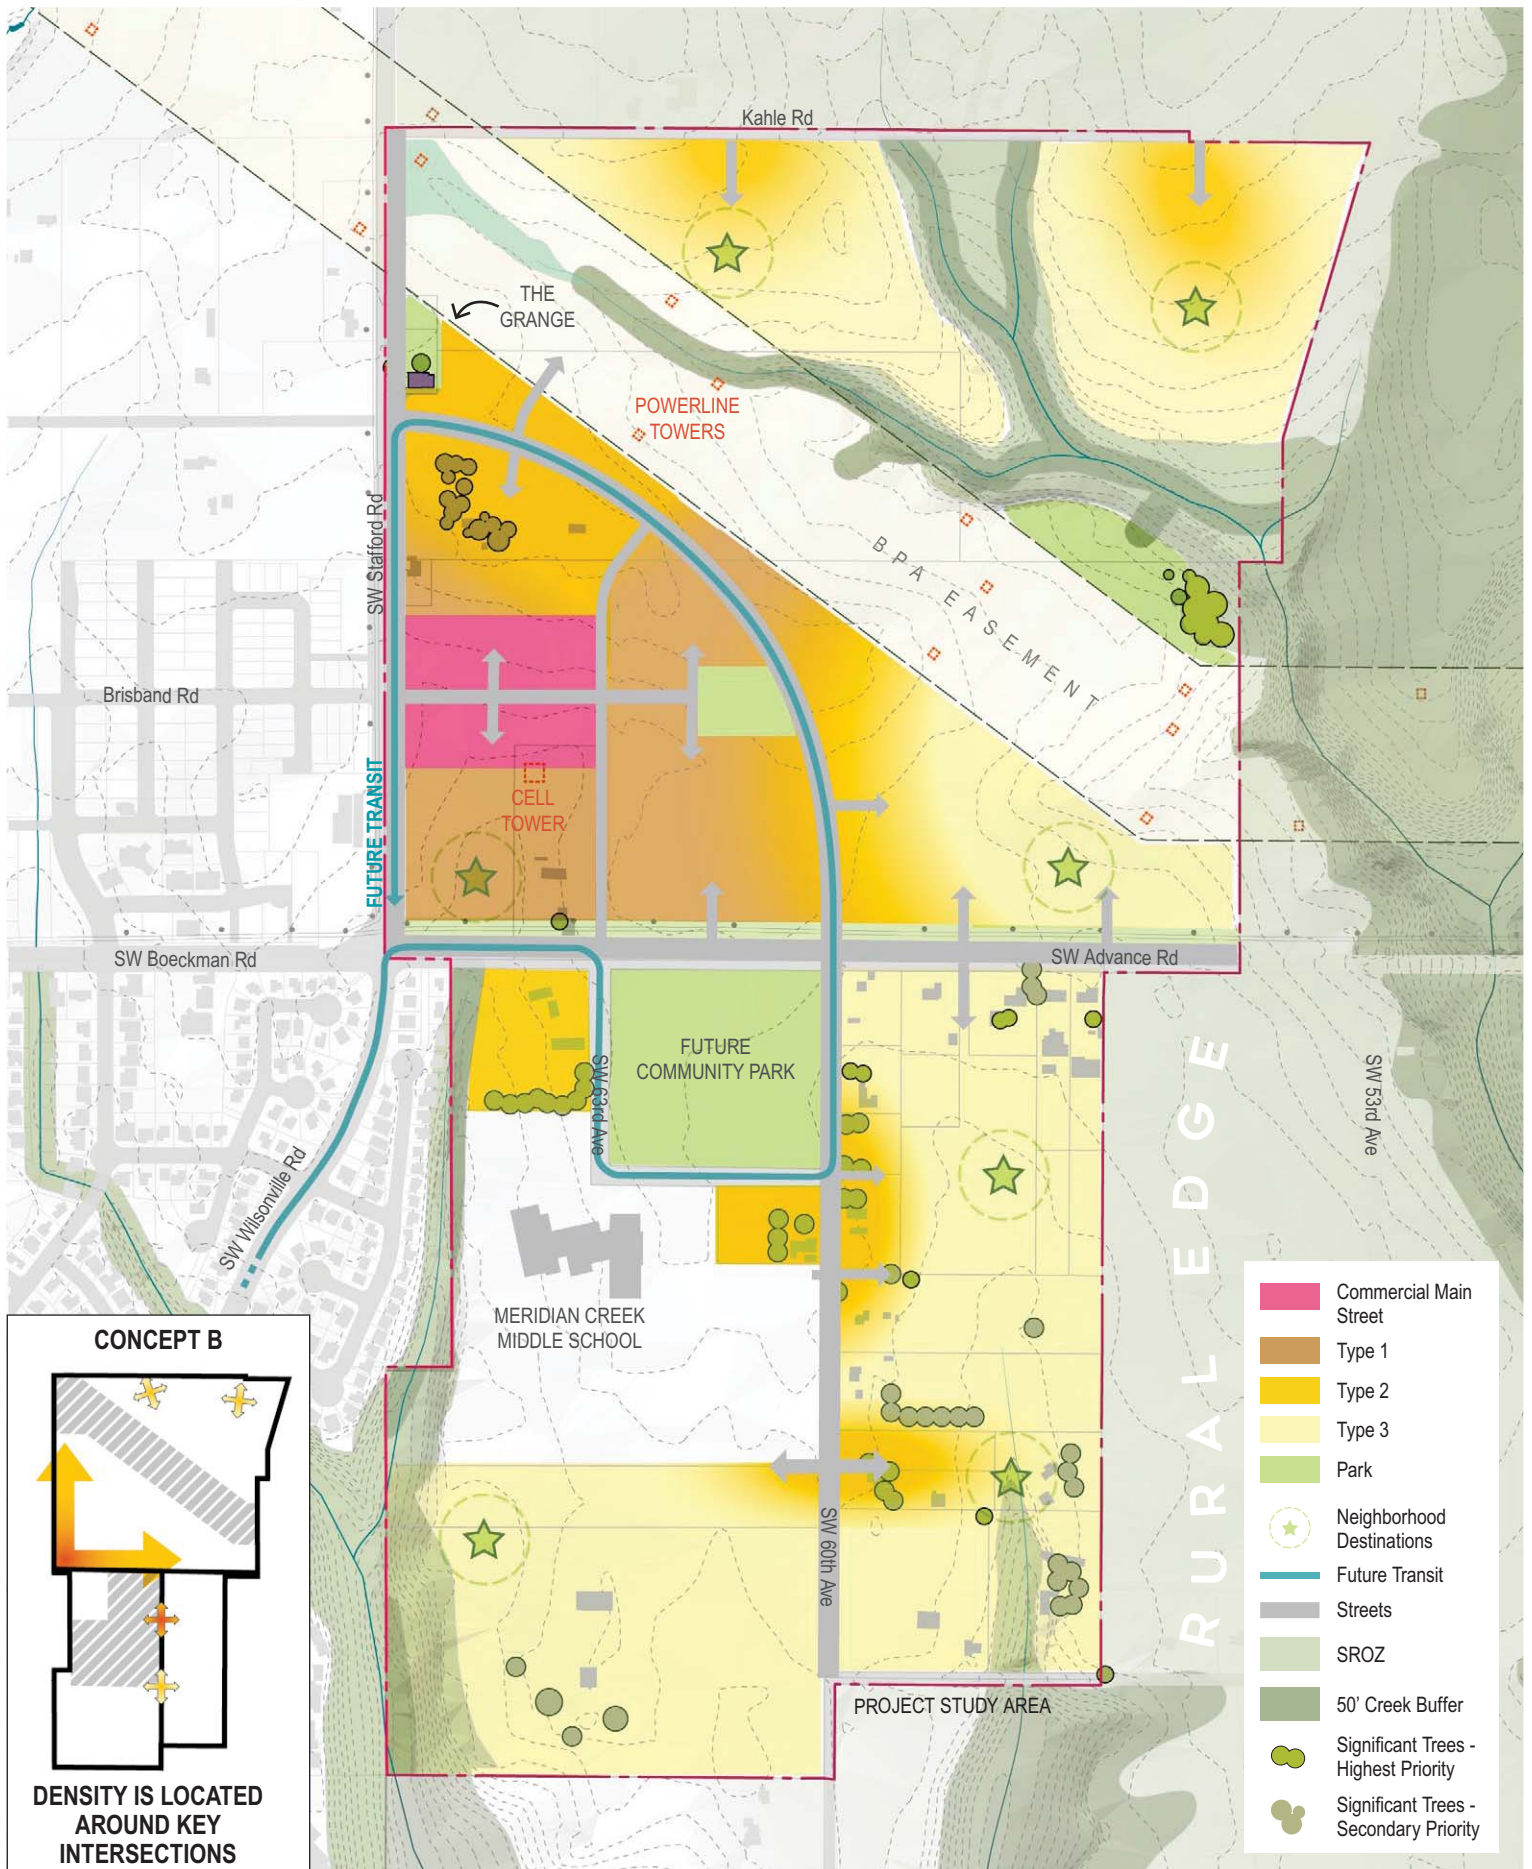 Kahle Rd
THE
GRANGE
POWERLINE
TOWERS
BPA EASEMENT
SW Stafford Rd
Brisband Rd
FUTURE TRANSIT
CELL
TOWER
SW Boeckman Rd
SW Advance Rd
FUTURE
COMMUNITY PARK
SW 63rd Ave
SW 53rd Ave
RURAL EDGE
SW Wilsonville Rd
MERIDIAN CREEK
MIDDLE SCHOOL
SW 60th Ave
PROJECT STUDY AREA
CONCEPT B
DENSITY IS LOCATED
AROUND KEY
INTERSECTIONS
Commercial Main
Street
Type 1
Type 2
Type 3
Park
Neighborhood
Destinations
Future Transit
Streets
SROZ
50' Creek Buffer
Significant Trees -
Highest Priority
Significant Trees -
Secondary Priority